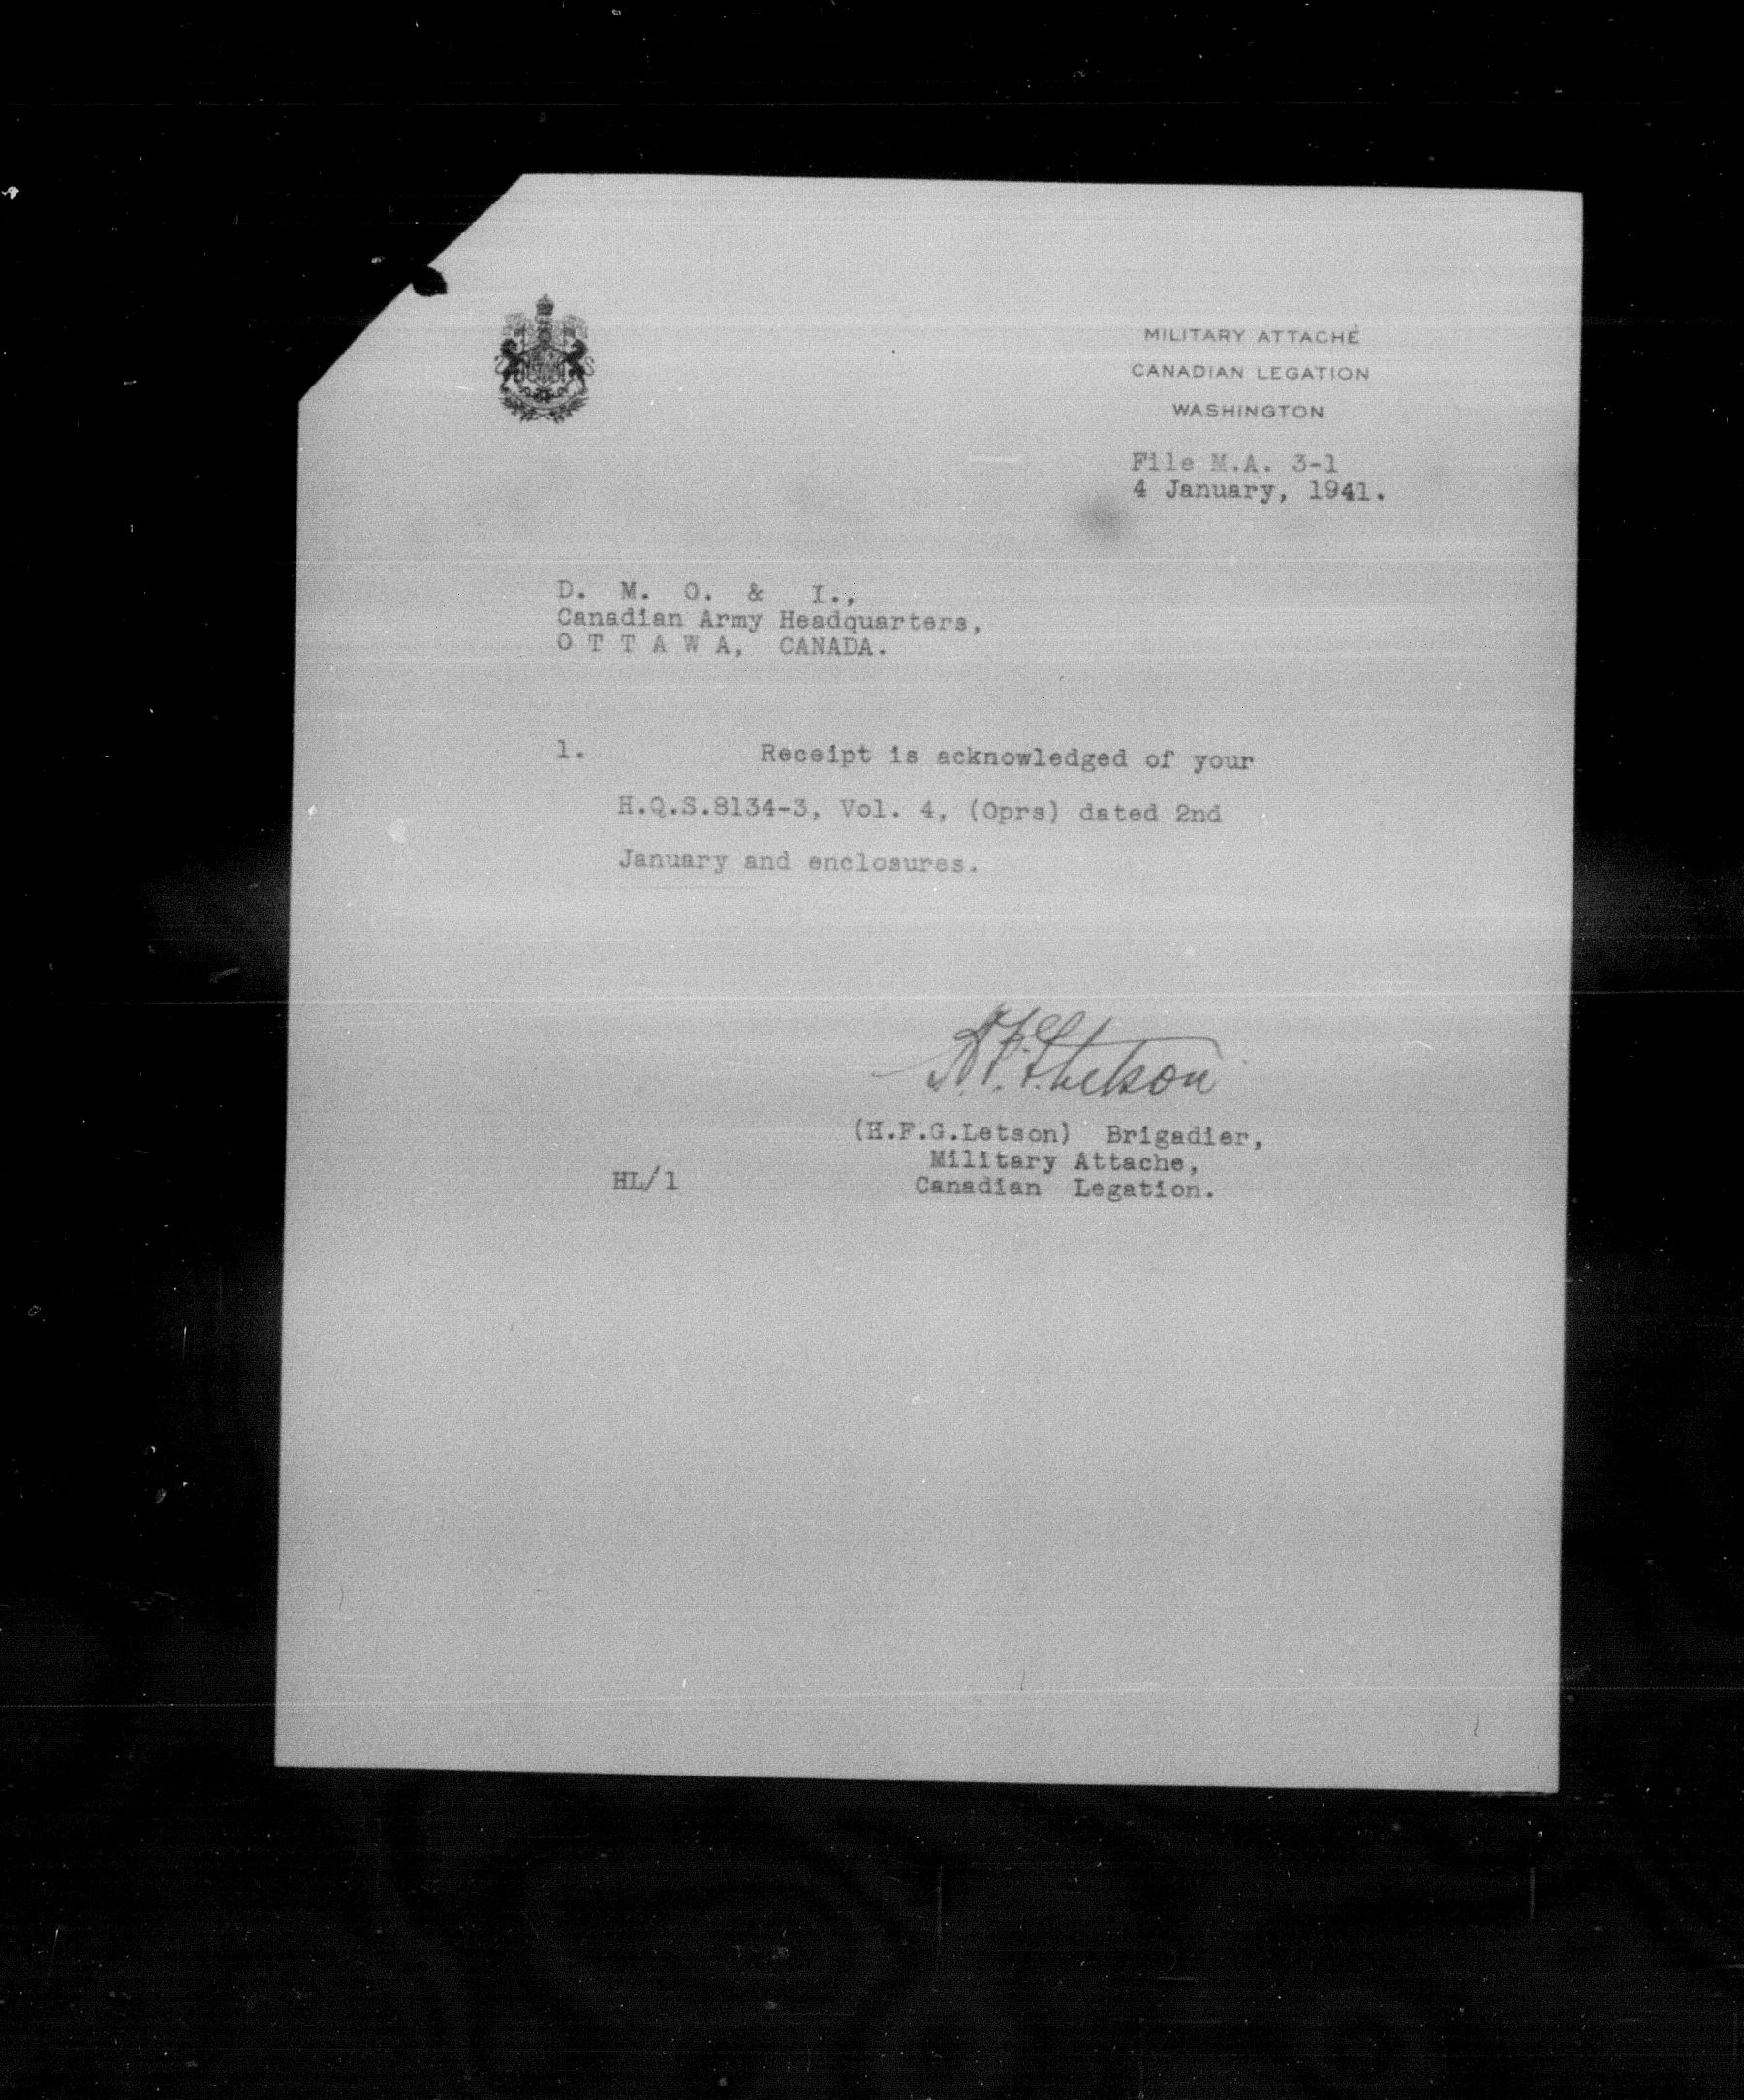 MILITARY ATTACHÉ
CANADIAN LEGATION
WASHINGTON
File M.A. 3-1
4 January, 1941.
D. M. O. & I.,
Canadian Army Headquarters,
O T T A W A, CANADA.
1. Receipt is acknowledged of your
H.Q.S.8134-3, Vol. 4, (Oprs) dated 2nd
January and enclosures.
H.F.G. Letson
(H.F.G.Letson) Brigadier,
Military Attache,
HL/1 Canadian Legation.